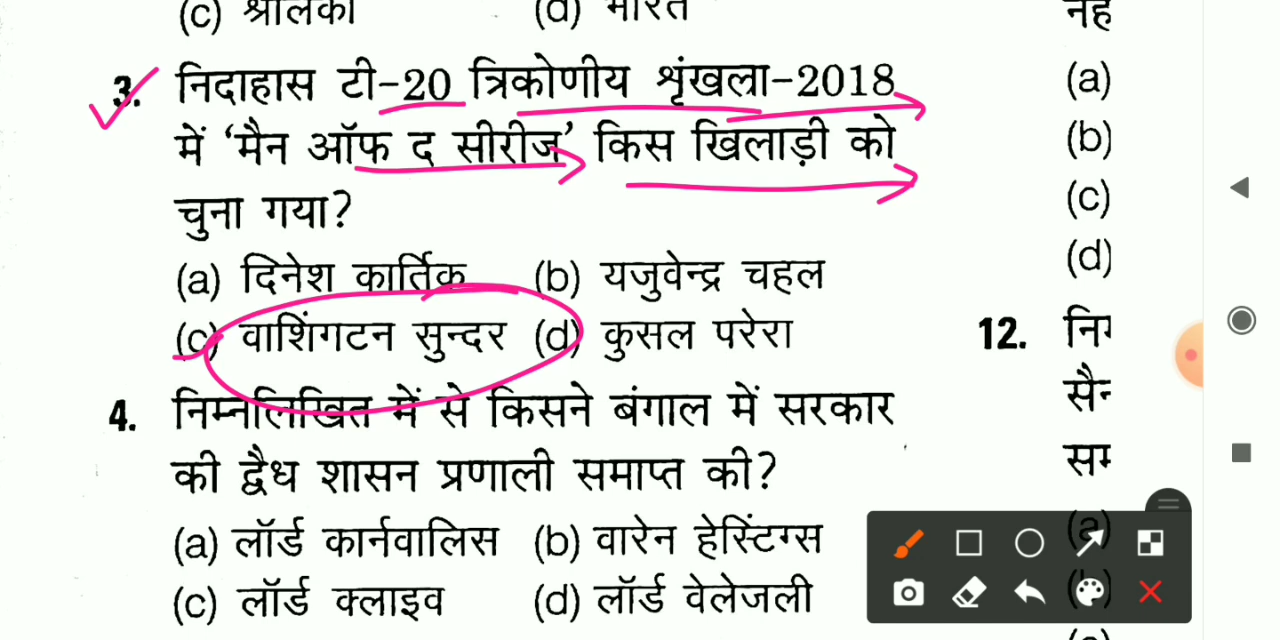 (c) श्रीलंका (d) भारत
3. निदाहास टी-20 त्रिकोणीय शृंखला-2018
में ‘मैन ऑफ द सीरीज’ किस खिलाड़ी को
चुना गया?
(a) दिनेश कार्तिक (b) यजुवेन्द्र चहल
(c) वाशिंगटन सुन्दर (d) कुसल परेरा
4. निम्नलिखित में से किसने बंगाल में सरकार
की द्वैध शासन प्रणाली समाप्त की?
(a) लॉर्ड कार्नवालिस (b) वारेन हेस्टिंग्स
(c) लॉर्ड क्लाइव (d) लॉर्ड वेलेजली
(a)
(b)
(c)
(d)
12.
(a)
(b)